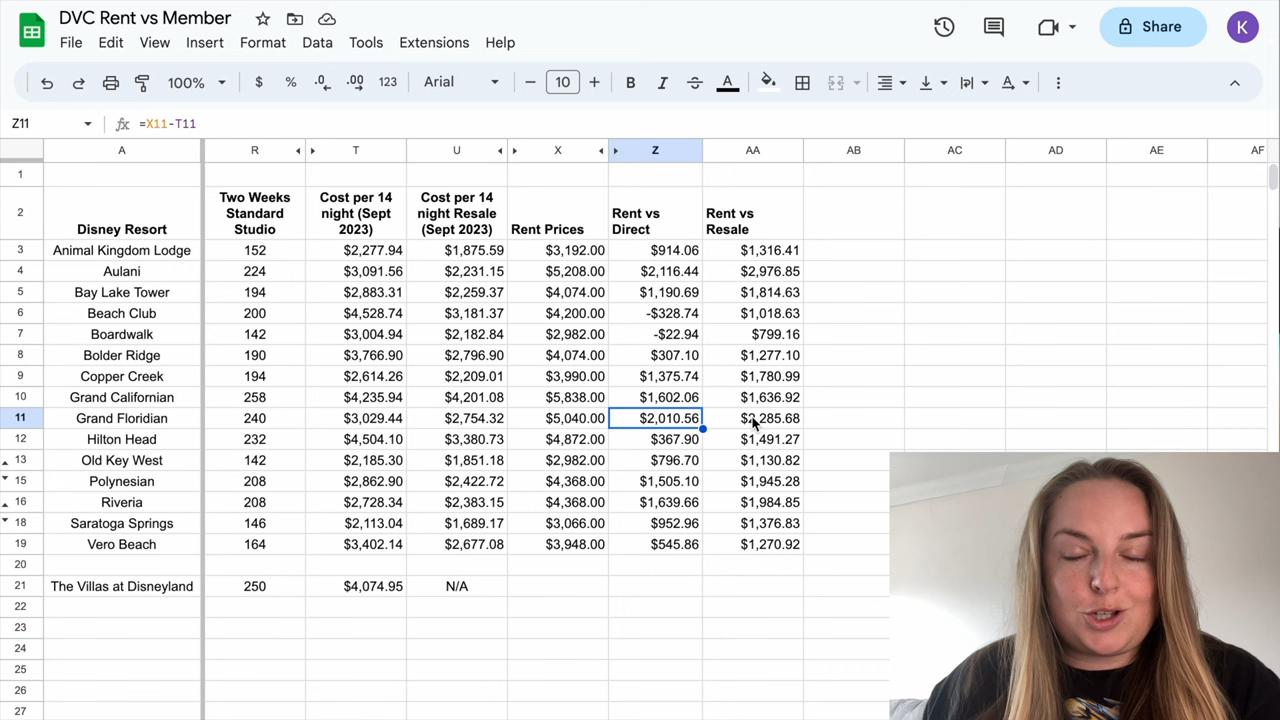 DVC Rent vs Member
File Edit View Insert Format Data Tools Extensions Help
Share
K
100% $ % .0 .00 123 Arial 10 B I S A
Z11 =X11-T11
A R T U X Z AA AB AC AD AE AF
1
2 Disney Resort Two Weeks Standard Studio Cost per 14 night (Sept 2023) Cost per 14 night Resale (Sept 2023) Rent Prices Rent vs Direct Rent vs Resale
3 Animal Kingdom Lodge 152 $2,277.94 $1,875.59 $3,192.00 $914.06 $1,316.41
4 Aulani 224 $3,091.56 $2,231.15 $5,208.00 $2,116.44 $2,976.85
5 Bay Lake Tower 194 $2,883.31 $2,259.37 $4,074.00 $1,190.69 $1,814.63
6 Beach Club 200 $4,528.74 $3,181.37 $4,200.00 -$328.74 $1,018.63
7 Boardwalk 142 $3,004.94 $2,182.84 $2,982.00 -$22.94 $799.16
8 Bolder Ridge 190 $3,766.90 $2,796.90 $4,074.00 $307.10 $1,277.10
9 Copper Creek 194 $2,614.26 $2,209.01 $3,990.00 $1,375.74 $1,780.99
10 Grand Californian 258 $4,235.94 $4,201.08 $5,838.00 $1,602.06 $1,636.92
11 Grand Floridian 240 $3,029.44 $2,754.32 $5,040.00 $2,010.56 $2,285.68
12 Hilton Head 232 $4,504.10 $3,380.73 $4,872.00 $367.90 $1,491.27
13 Old Key West 142 $2,185.30 $1,851.18 $2,982.00 $796.70 $1,130.82
15 Polynesian 208 $2,862.90 $2,422.72 $4,368.00 $1,505.10 $1,945.28
16 Riveria 208 $2,728.34 $2,383.15 $4,368.00 $1,639.66 $1,984.85
18 Saratoga Springs 146 $2,113.04 $1,689.17 $3,066.00 $952.96 $1,376.83
19 Vero Beach 164 $3,402.14 $2,677.08 $3,948.00 $545.86 $1,270.92
20
21 The Villas at Disneyland 250 $4,074.95 N/A
22
23
24
25
26
27